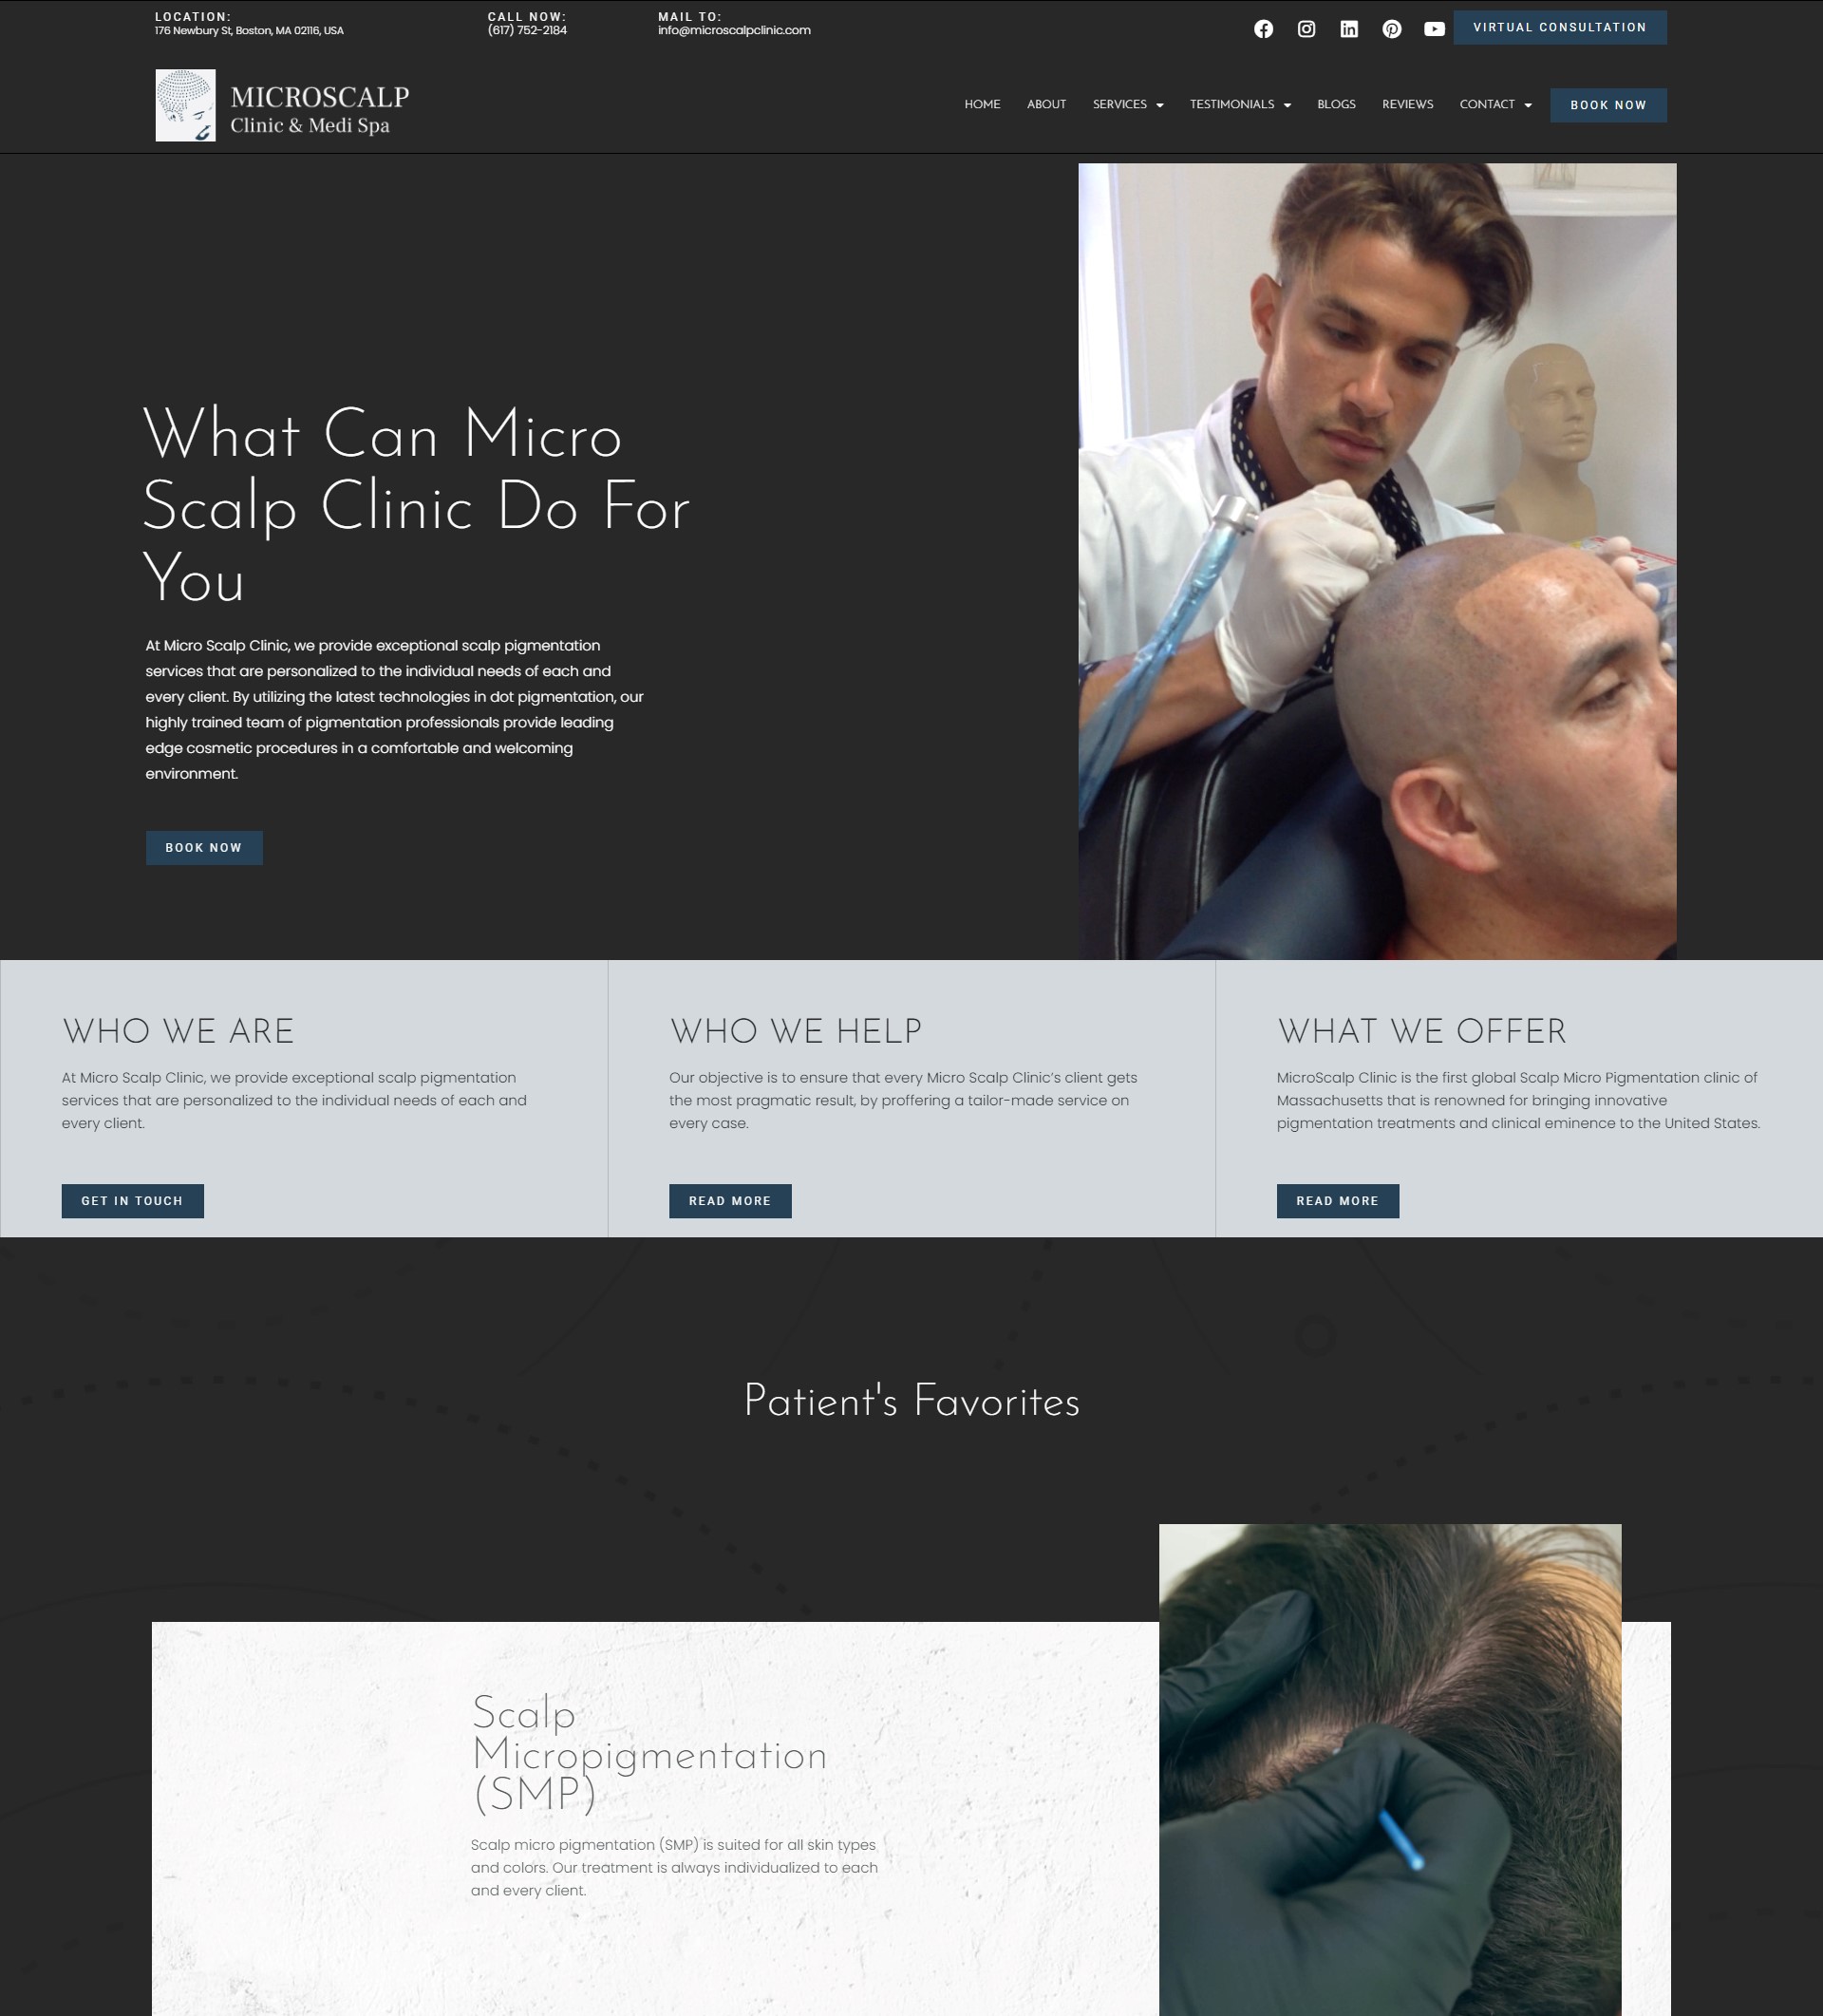 LOCATION:
176 Newbury St, Boston, MA 02116, USA
CALL NOW:
(617) 752-2184
MAIL TO:
info@microscalpclinic.com
VIRTUAL CONSULTATION
MICROSCALP
Clinic & Medi Spa
HOME
ABOUT
SERVICES
TESTIMONIALS
BLOGS
REVIEWS
CONTACT
BOOK NOW
What Can Micro
Scalp Clinic Do For
You
At Micro Scalp Clinic, we provide exceptional scalp pigmentation
services that are personalized to the individual needs of each and
every client. By utilizing the latest technologies in dot pigmentation, our
highly trained team of pigmentation professionals provide leading
edge cosmetic procedures in a comfortable and welcoming
environment.
BOOK NOW
WHO WE ARE
At Micro Scalp Clinic, we provide exceptional scalp pigmentation
services that are personalized to the individual needs of each and
every client.
GET IN TOUCH
WHO WE HELP
Our objective is to ensure that every Micro Scalp Clinic's client gets
the most pragmatic result, by proffering a tailor-made service on
every case.
READ MORE
WHAT WE OFFER
MicroScalp Clinic is the first global Scalp Micro Pigmentation clinic of
Massachusetts that is renowned for bringing innovative
pigmentation treatments and clinical eminence to the United States.
READ MORE
Patient's Favorites
Scalp
Micropigmentation
(SMP)
Scalp micro pigmentation (SMP) is suited for all skin types
and colors. Our treatment is always individualized to each
and every client.